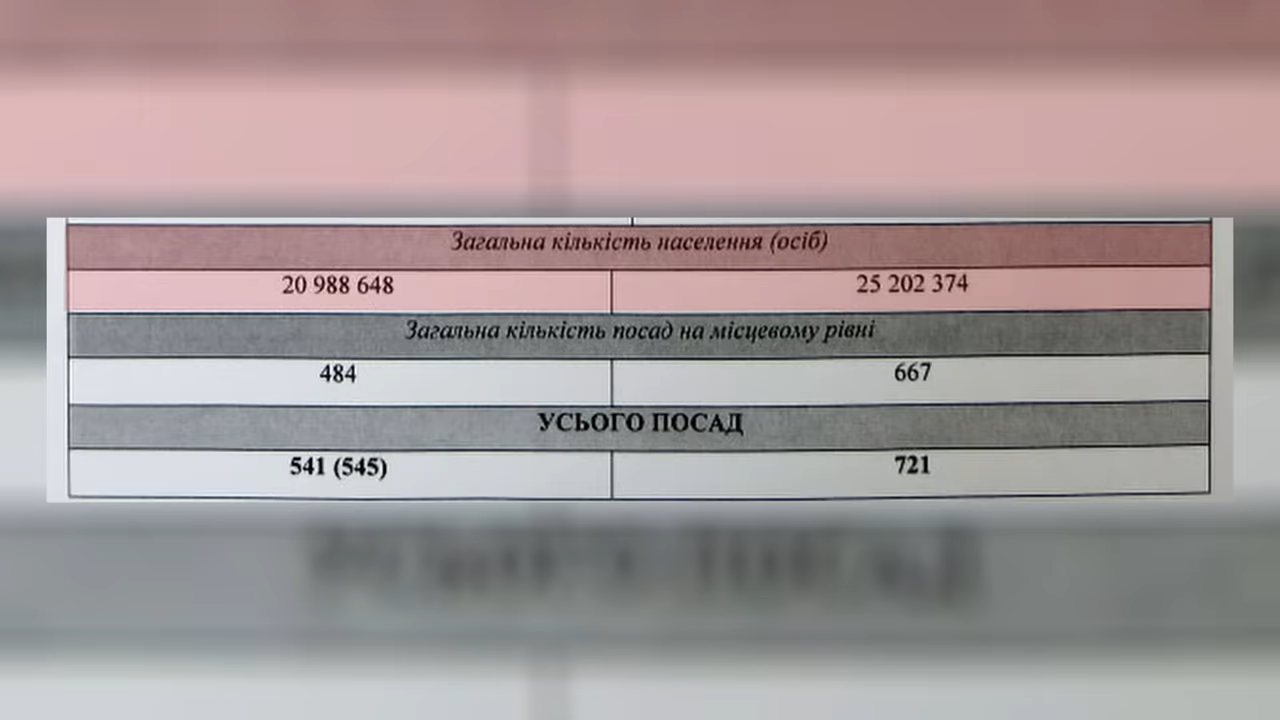 Загальна кількість населення (осіб)
20 988 648 25 202 374
Загальна кількість посад на місцевому рівні
484 667
УСЬОГО ПОСАД
541 (545) 721